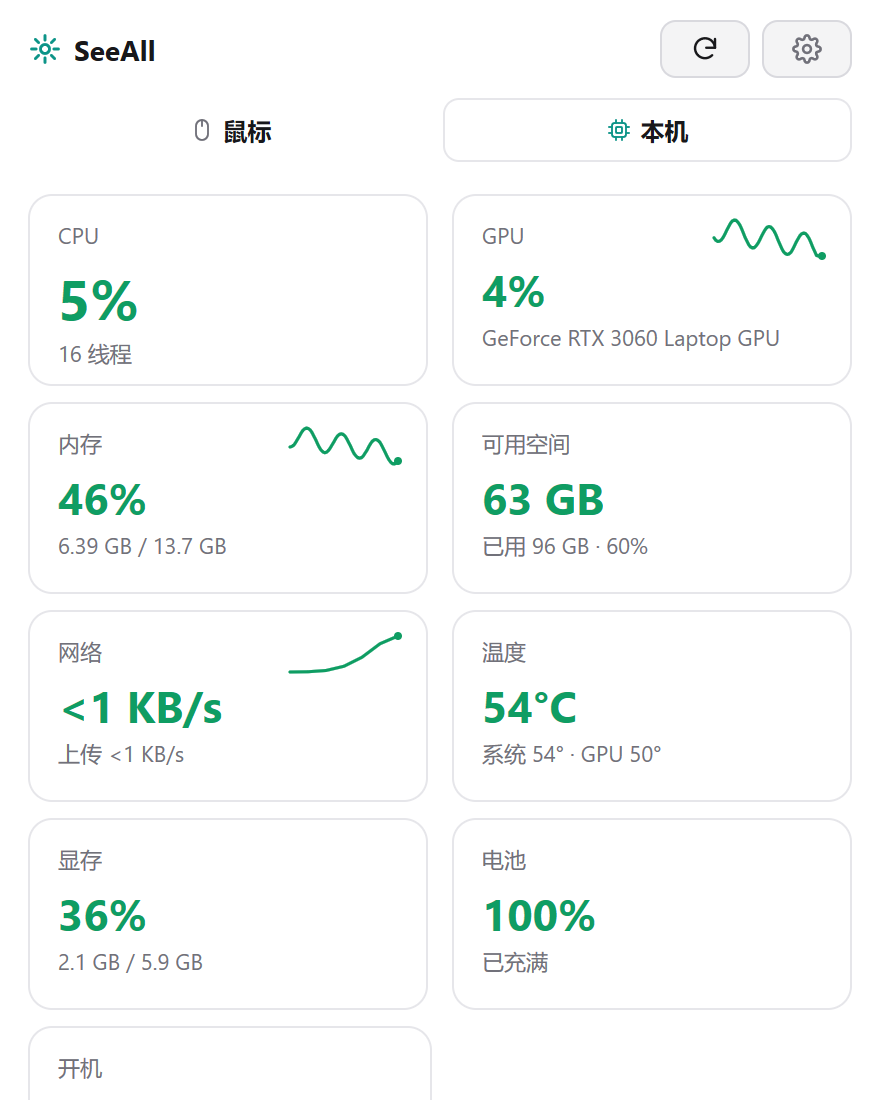 SeeAll
鼠标
本机
CPU
5%
16 线程
GPU
4%
GeForce RTX 3060 Laptop GPU
内存
46%
6.39 GB / 13.7 GB
可用空间
63 GB
已用 96 GB · 60%
网络
<1 KB/s
上传 <1 KB/s
温度
54°C
系统 54° · GPU 50°
显存
36%
2.1 GB / 5.9 GB
电池
100%
已充满
开机